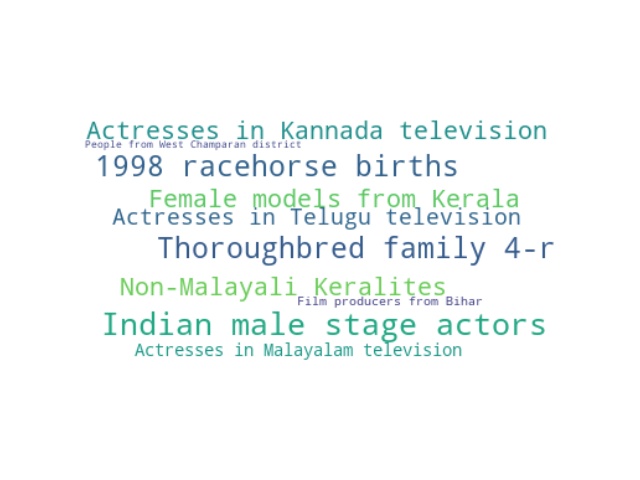 Actresses in Kannada television
People from West Champaran district
1998 racehorse births
Female models from Kerala
Actresses in Telugu television
Thoroughbred family 4-r
Non-Malayali Keralites
Film producers from Bihar
Indian male stage actors
Actresses in Malayalam television